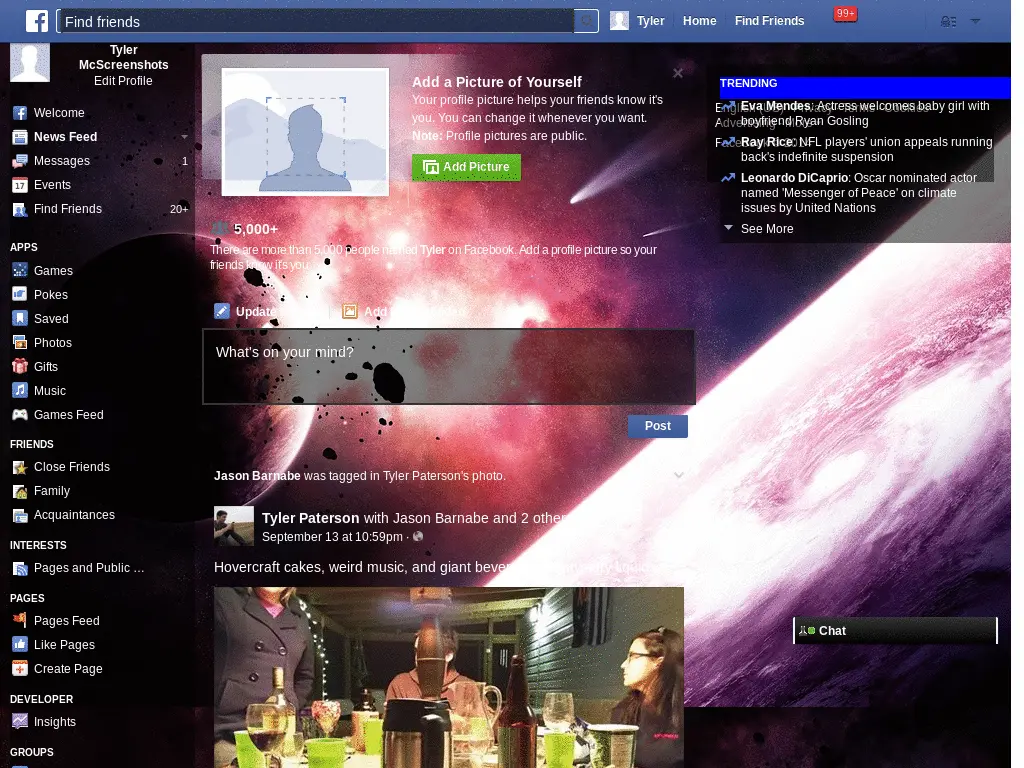 Find friends
Tyler
Home
Find Friends
99+
Tyler
McScreenshots
Edit Profile
Welcome
News Feed
Messages 1
Events
17
Find Friends 20+
APPS
Games
Pokes
Saved
Photos
Gifts
Music
Games Feed
FRIENDS
Close Friends
Family
Acquaintances
INTERESTS
Pages and Public ...
PAGES
Pages Feed
Like Pages
Create Page
DEVELOPER
Insights
GROUPS
Add a Picture of Yourself
Your profile picture helps your friends know it's
you. You can change it whenever you want.
Note: Profile pictures are public.
Add Picture
5,000+
There are more than 5,000 people named Tyler on Facebook. Add a profile picture so your
friends know it's you.
Update
Add
What's on your mind?
Post
Jason Barnabe was tagged in Tyler Paterson's photo.
Tyler Paterson with Jason Barnabe and 2 other
September 13 at 10:59pm ·
Hovercraft cakes, weird music, and giant
TRENDING
Eva Mendes: Actress welcomes baby girl with
boyfriend Ryan Gosling
Ray Rice: NFL players' union appeals running
back's indefinite suspension
Leonardo DiCaprio: Oscar nominated actor
named 'Messenger of Peace' on climate
issues by United Nations
See More
Chat